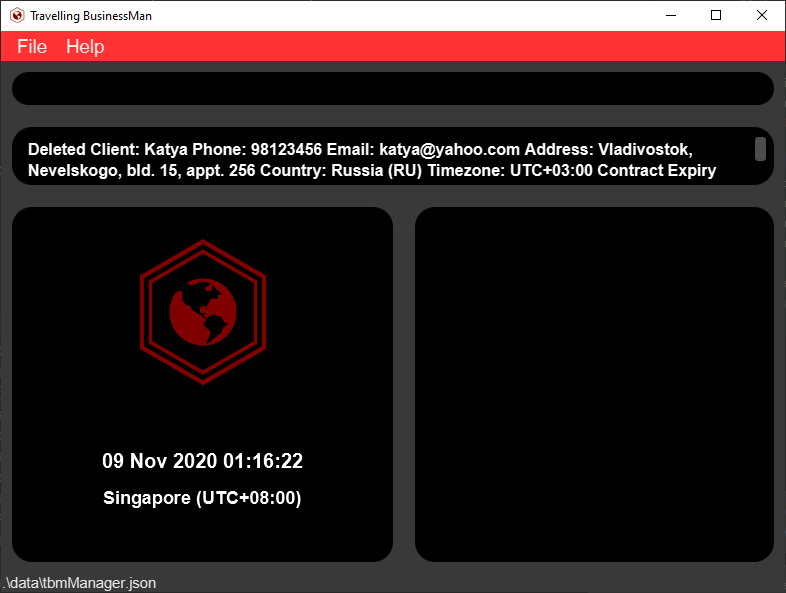 Travelling BusinessMan
File Help
Deleted Client: Katya Phone: 98123456 Email: katya@yahoo.com Address: Vladivostok,
Nevelskogo, bld. 15, appt. 256 Country: Russia (RU) Timezone: UTC+03:00 Contract Expiry
09 Nov 2020 01:16:22
Singapore (UTC+08:00)
.\data\tbmManager.json